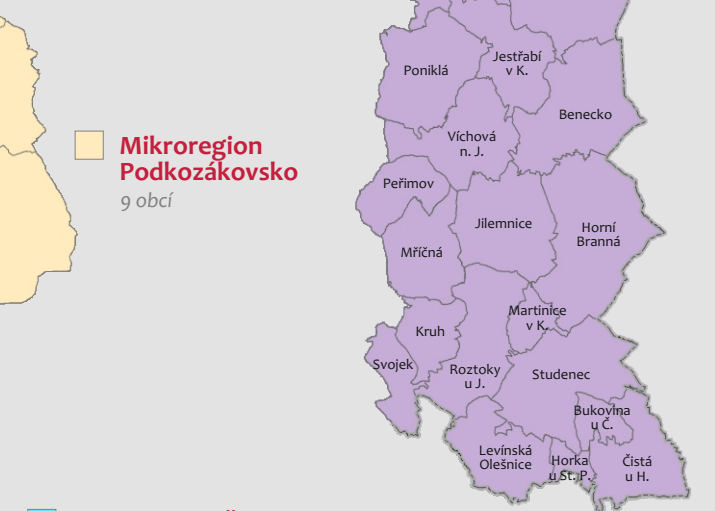 Mikroregion
Podkozákovsko
9 obcí
Poniklá
Jestřabí
v K.
Benecko
Víchová
n. J.
Peřimov
Jilemnice
Horní
Branná
Mříčná
Martinice
v K.
Kruh
Svojek
Roztoky
u J.
Studenec
Bukovina
u Č.
Levínská
Olešnice
Horka
u St. P.
Čistá
u H.